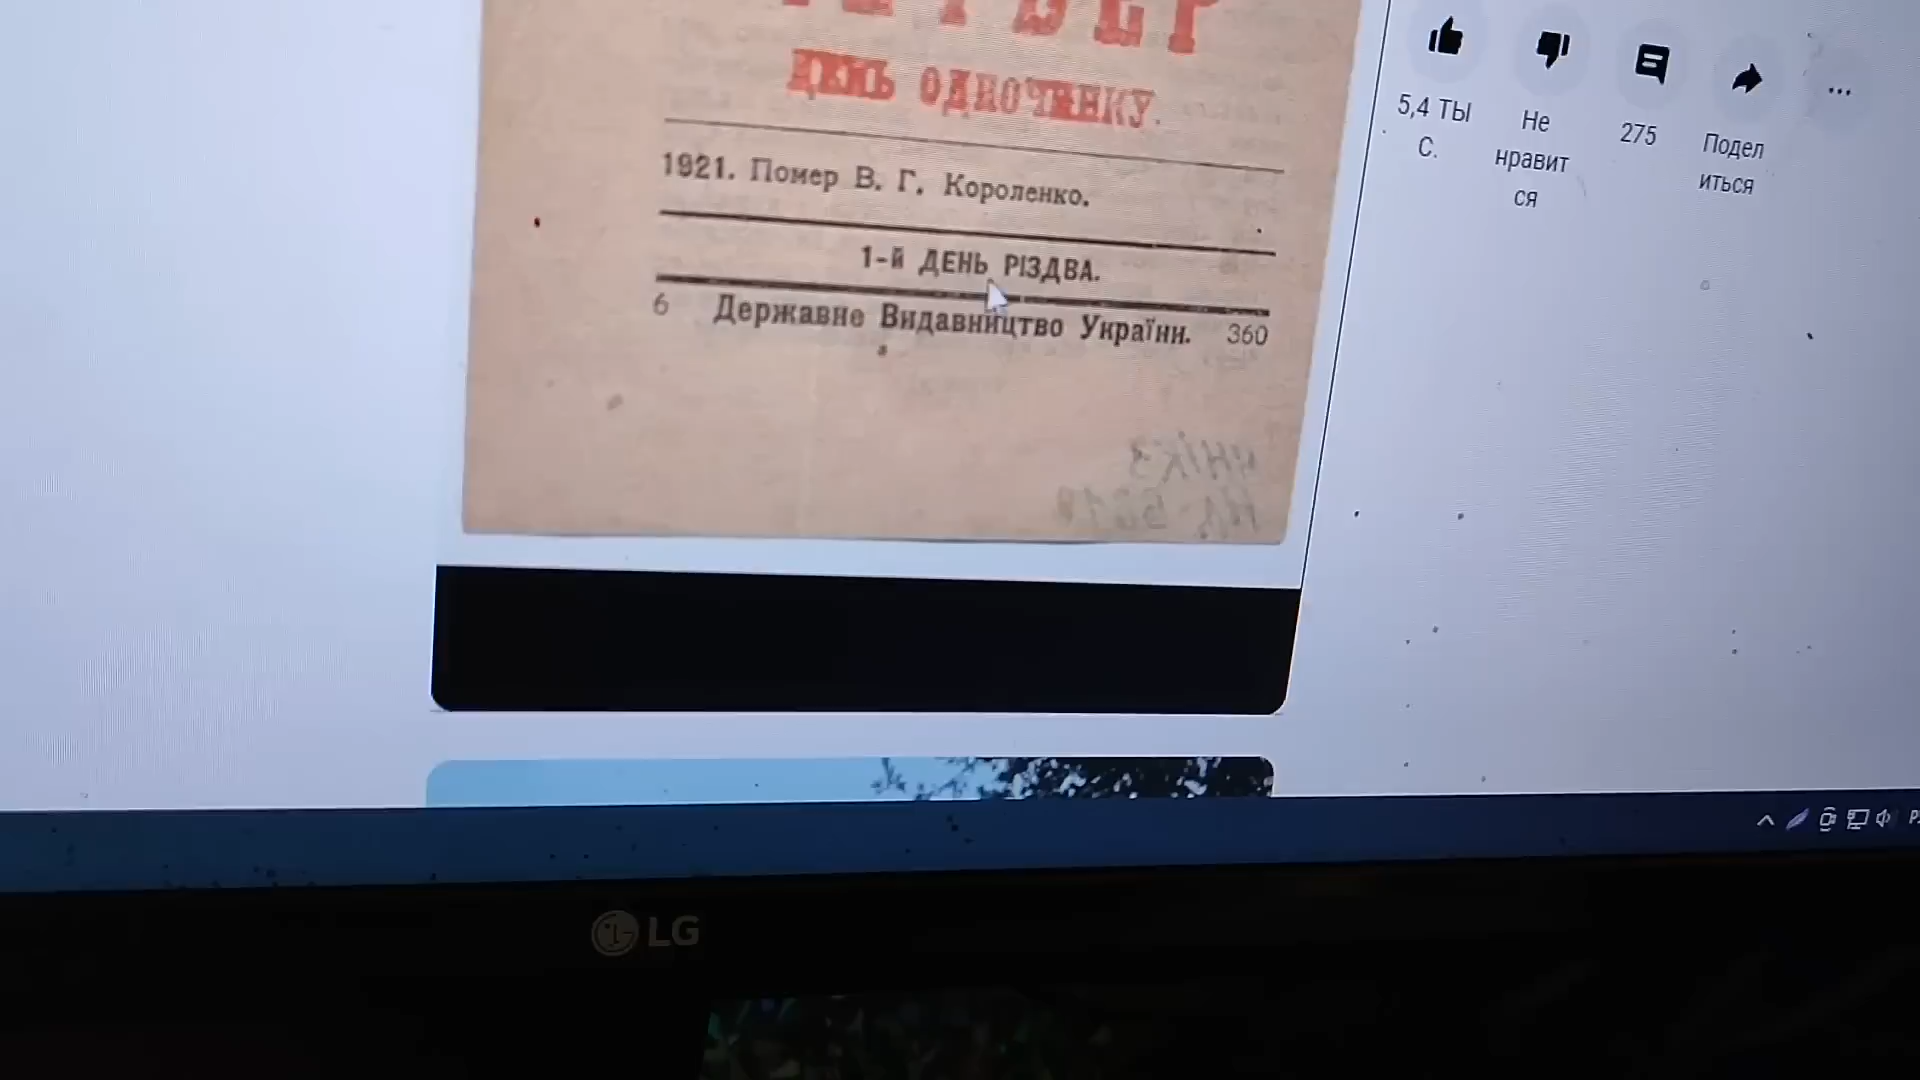 ДЕНЬ ОДПОЧИНКУ.
1921. Помер В. Г. Короленко.
1-й ДЕНЬ РІЗДВА.
6 Державне Видавництво України. 360
5,4 ТЫ
С.
Не
нравит
ся
275
Подел
иться
LG